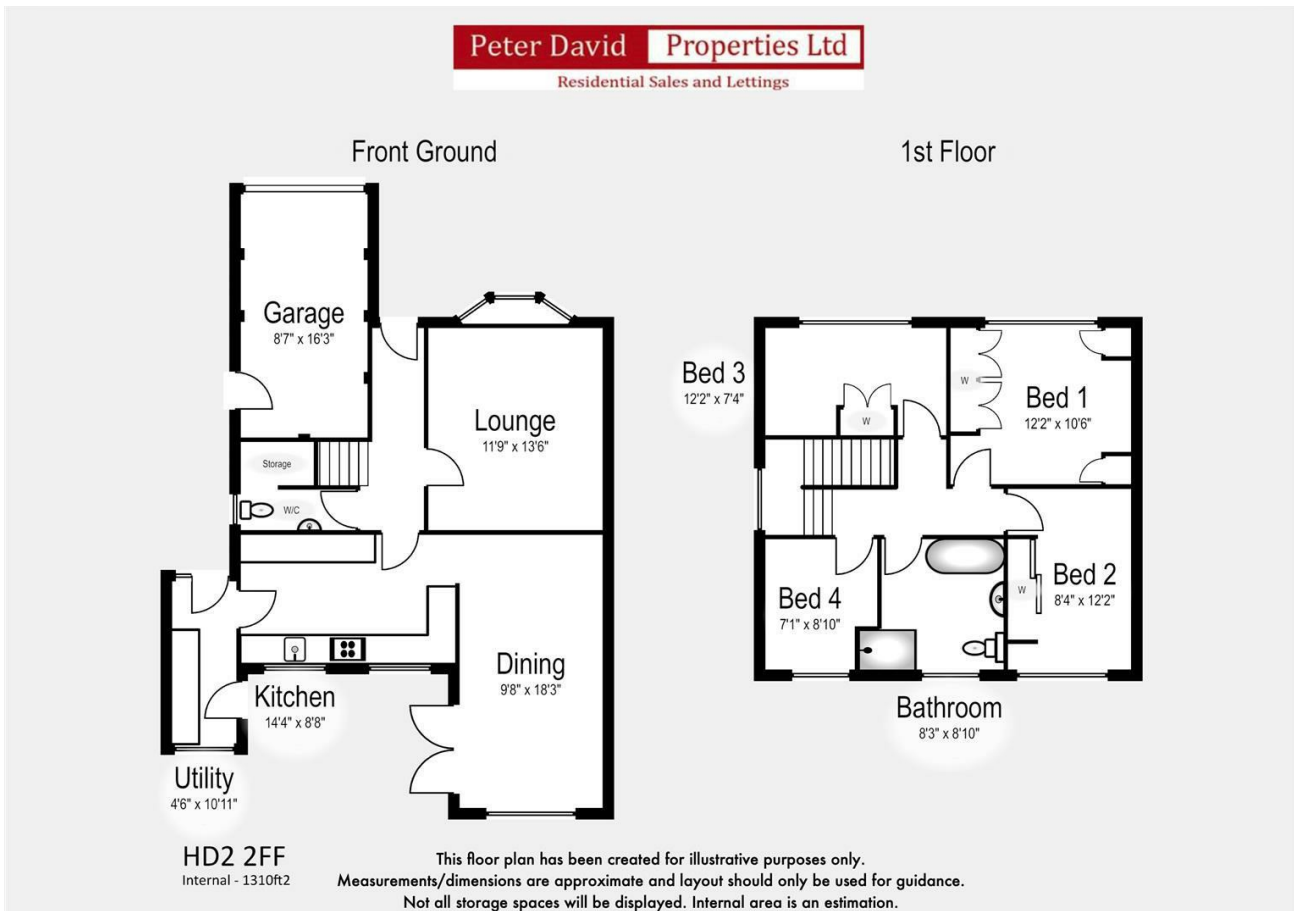 Peter David Properties Ltd
Residential Sales and Lettings
Front Ground
1st Floor
Garage
8'7" x 16'3"
Lounge
11'9" x 13'6"
Storage
W/C
Dining
9'8" x 18'3"
Kitchen
14'4" x 8'8"
Utility
4'6" x 10'11"
Bed 3
12'2" x 7'4"
W
W
Bed 1
12'2" x 10'6"
Bed 4
7'1" x 8'10"
W
Bed 2
8'4" x 12'2"
Bathroom
8'3" x 8'10"
HD2 2FF
Internal - 1310ft2
This floor plan has been created for illustrative purposes only.
Measurements/dimensions are approximate and layout should only be used for guidance.
Not all storage spaces will be displayed. Internal area is an estimation.